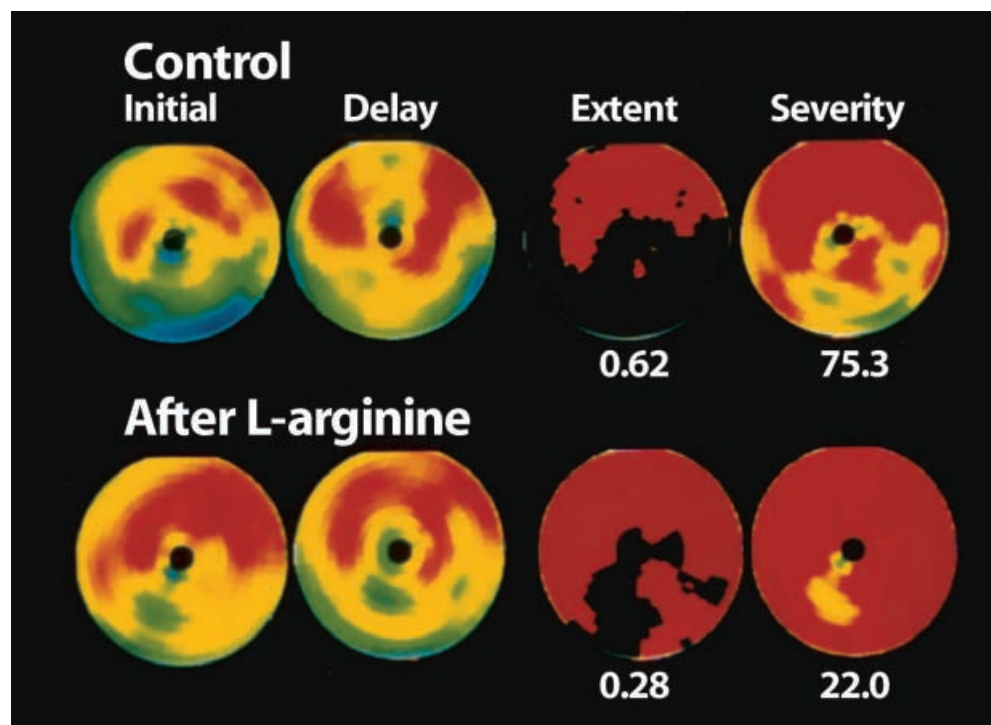 Control
Initial Delay Extent Severity
0.62 75.3
After L-arginine
0.28 22.0